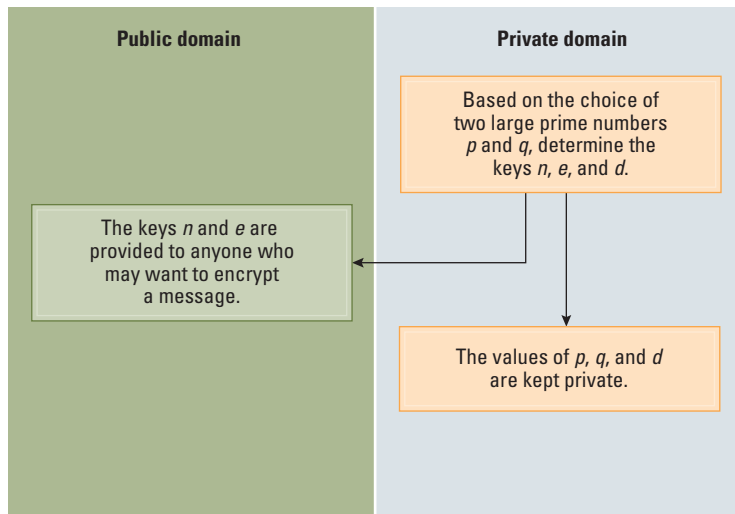 Public domain
Private domain
Based on the choice of
two large prime numbers
p and q, determine the
keys n, e, and d.
The keys n and e are
provided to anyone who
may want to encrypt
a message.
The values of p, q, and d
are kept private.